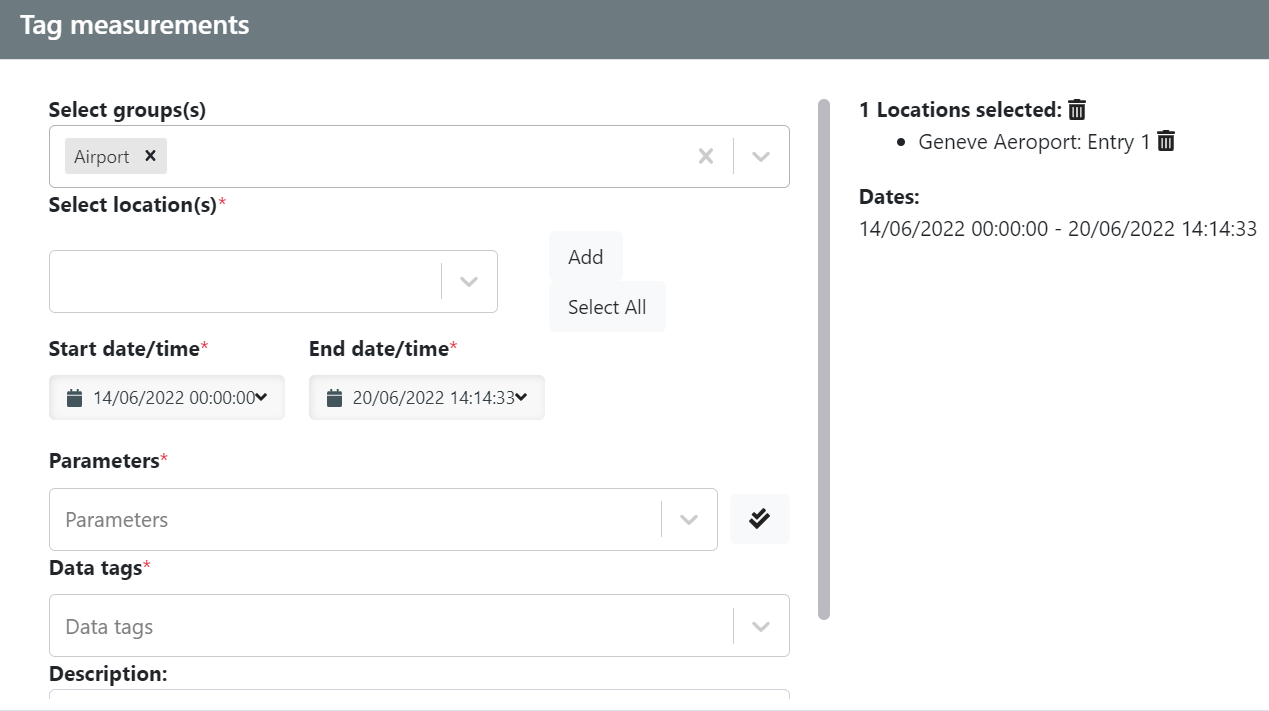 Tag measurements
Select groups(s)
Airport
Select location(s)*
Add
Select All
Start date/time*
End date/time*
14/06/2022 00:00:00
20/06/2022 14:14:33
Parameters*
Parameters
Data tags*
Data tags
Description:
1 Locations selected:
• Geneve Aeroport: Entry 1
Dates:
14/06/2022 00:00:00 - 20/06/2022 14:14:33